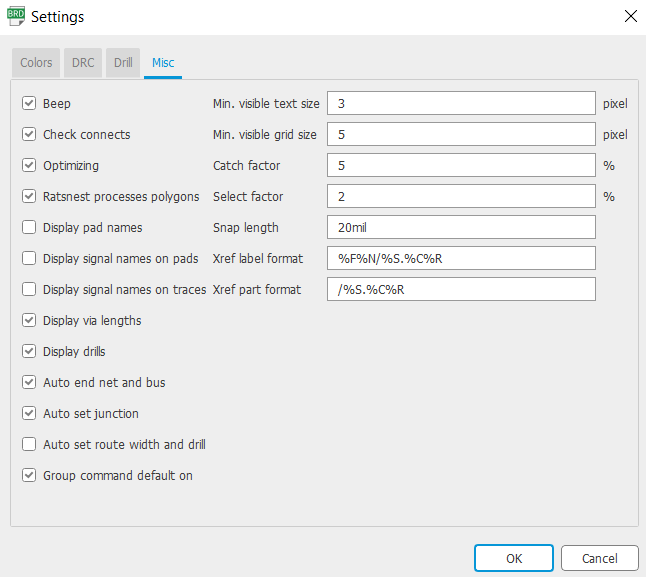 BRD Settings
Colors DRC Drill Misc
Beep Min. visible text size 3 pixel
Check connects Min. visible grid size 5 pixel
Optimizing Catch factor 5 %
Ratsnest processes polygons Select factor 2 %
Display pad names Snap length 20mil
Display signal names on pads Xref label format %F%N/%S.%C%R
Display signal names on traces Xref part format /%S.%C%R
Display via lengths
Display drills
Auto end net and bus
Auto set junction
Auto set route width and drill
Group command default on
OK Cancel